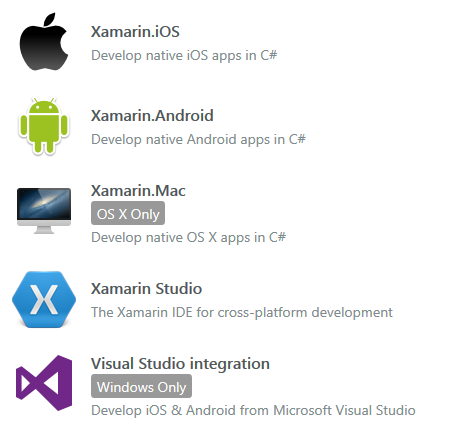 Xamarin.iOS
Develop native iOS apps in C#
Xamarin.Android
Develop native Android apps in C#
Xamarin.Mac
OS X Only
Develop native OS X apps in C#
Xamarin Studio
The Xamarin IDE for cross-platform development
Visual Studio integration
Windows Only
Develop iOS & Android from Microsoft Visual Studio